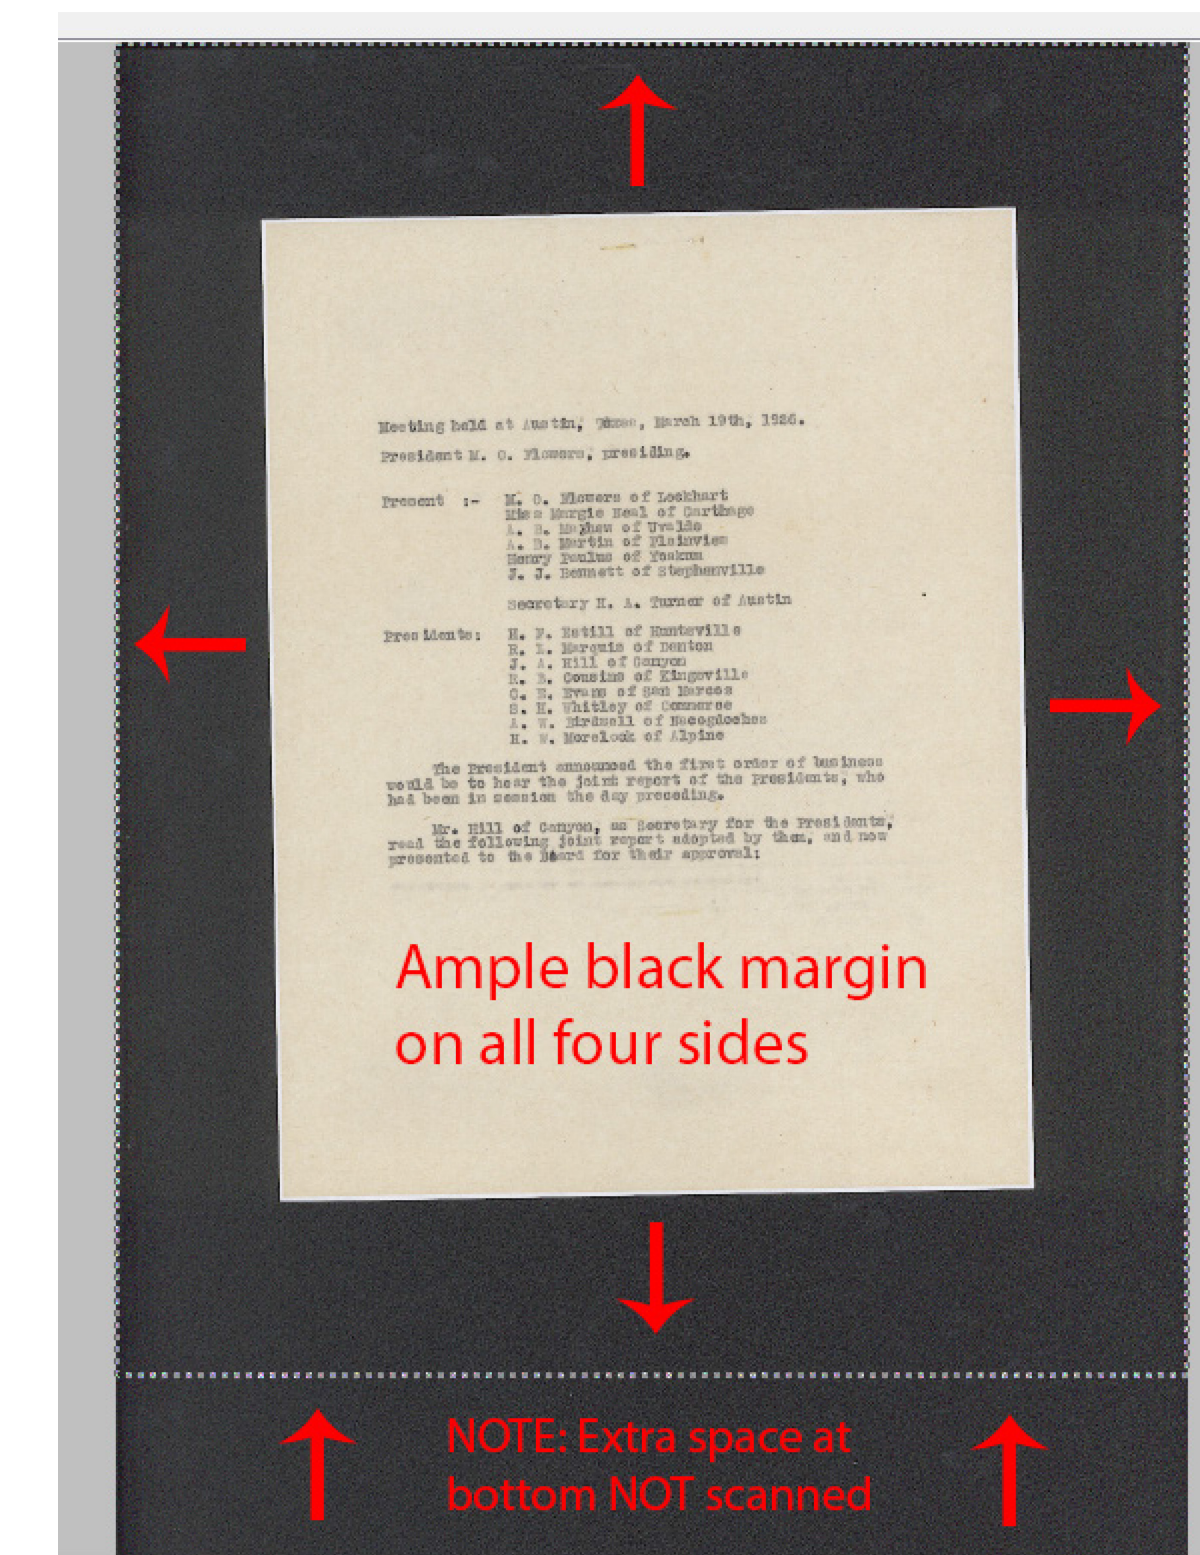 Meeting held at Austin, Texas, March 19th, 1926.
President M. O. Flowers, presiding.
Present :- M. O. Flowers of Lockhart
Miss Margie Neal of Carthage
A. B. Mayhew of Uvalde
A. B. Martin of Plainview
Henry Paulus of Yoakum
J. J. Bennett of Stephenville
Secretary H. A. Turner of Austin
Presidents: H. F. Estill of Huntsville
R. L. Marquis of Denton
J. A. Hill of Canyon
R. B. Cousins of Kingsville
C. E. Evans of San Marcos
S. H. Whitley of Commerce
A. W. Birdwell of Nacogdoches
H. W. Morelock of Alpine
The President announced the first order of business
would be to hear the joint report of the Presidents, who
had been in session the day preceding.
Mr. Hill of Canyon, as Secretary for the Presidents,
read the following joint report adopted by them, and now
presented to the Board for their approval:
Ample black margin
on all four sides
NOTE: Extra space at
bottom NOT scanned